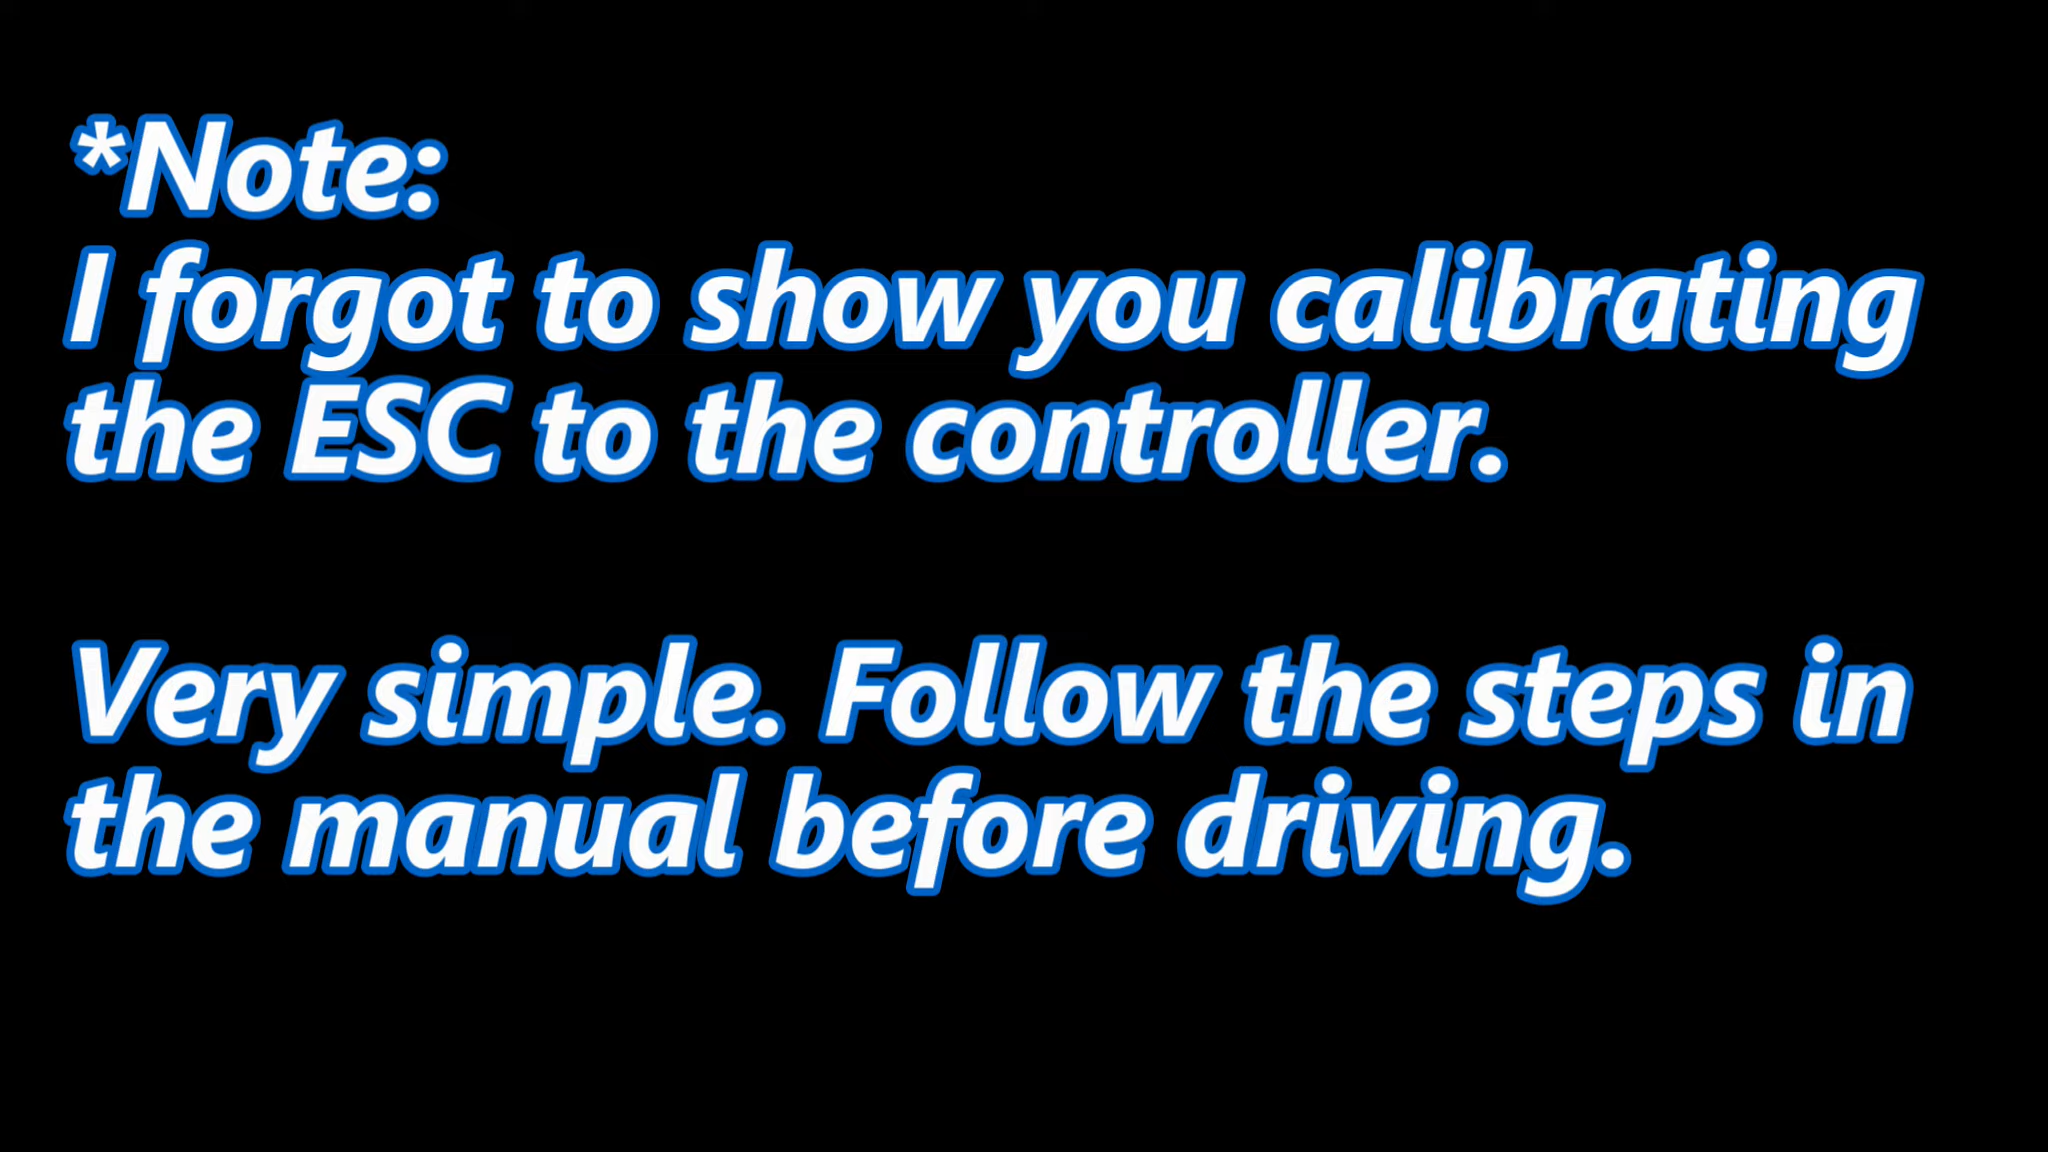 *Note:
I forgot to show you calibrating
the ESC to the controller.
Very simple. Follow the steps in
the manual before driving.